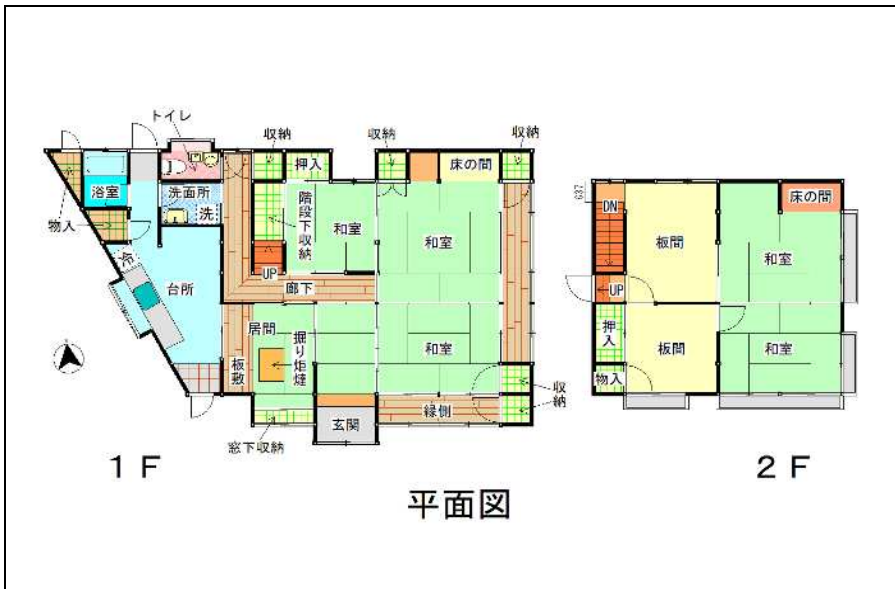 トイレ
収納
収納
収納
押入
床の間
浴室
洗面所
洗
物入
階段下収納
和室
和室
冷
台所
UP
廊下
居間
掘り炬燵
板敷
和室
収納
収納
縁側
玄関
窓下収納
1F
637
DN
床の間
板間
和室
UP
押入
板間
和室
物入
2F
平面図